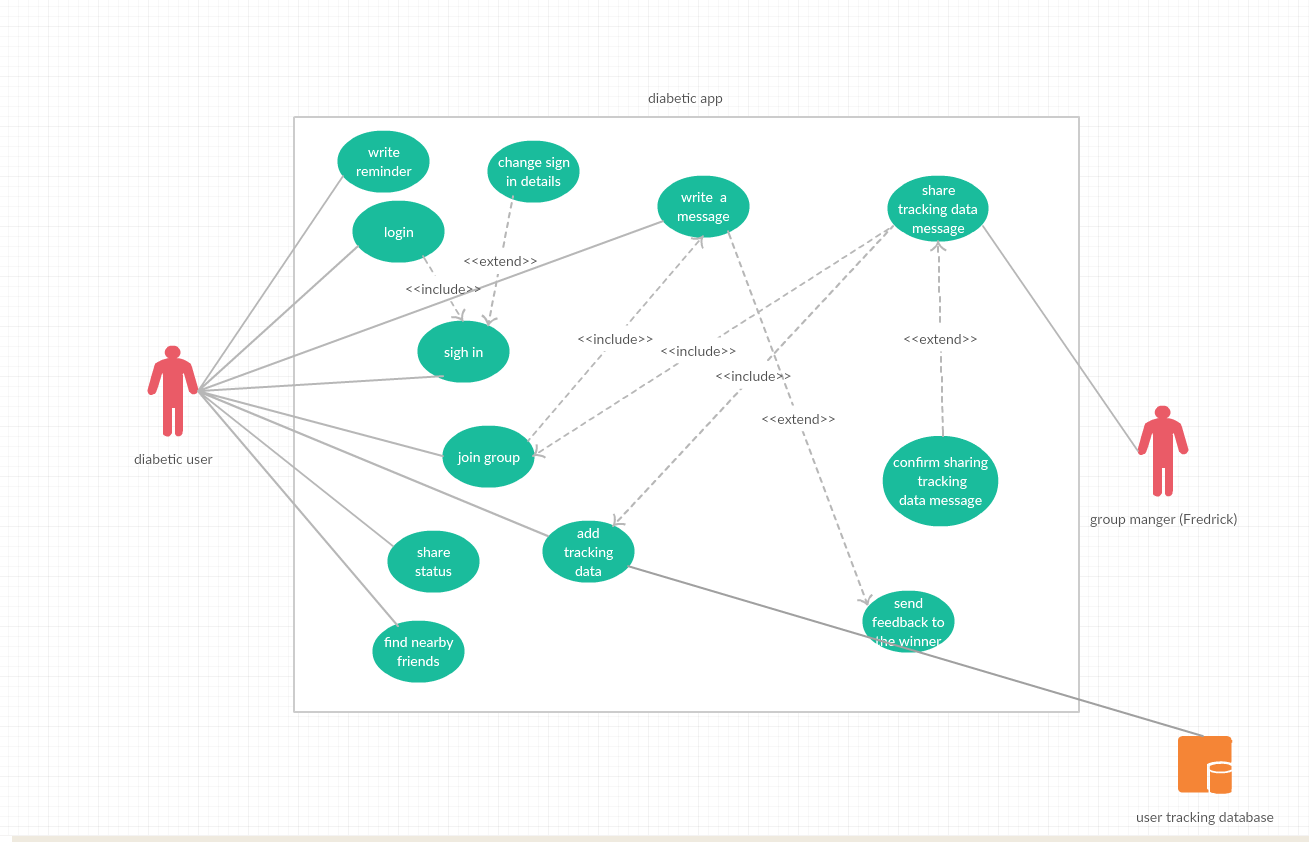 diabetic app
write
reminder
change sign
in details
write a
message
share
tracking data
message
login
<<extend>>
<<include>>
sigh in
<<include>>
<<include>>
<<extend>>
<<include>>
<<extend>>
join group
confirm sharing
tracking
data message
diabetic user
group manger (Fredrick)
add
tracking
data
share
status
send
feedback to
the winner
find nearby
friends
user tracking database